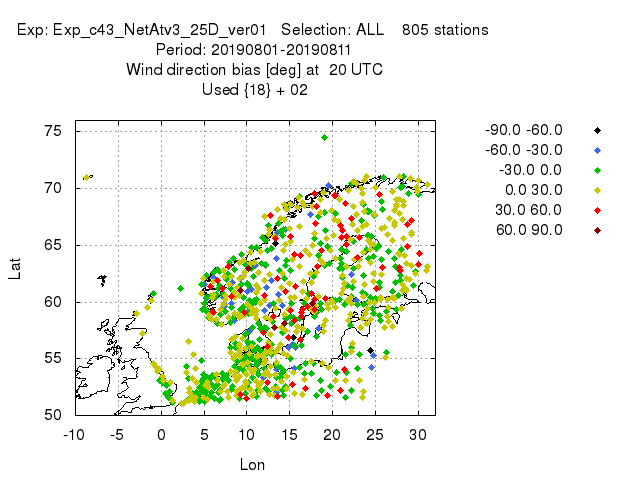 Exp: Exp_c43_NetAtv3_25D_ver01   Selection: ALL    805 stations
Period: 20190801-20190811
Wind direction bias [deg] at  20 UTC
Used {18} + 02
-90.0 -60.0
-60.0 -30.0
-30.0 0.0
0.0 30.0
30.0 60.0
60.0 90.0
75
70
65
60
55
50
Lat
-10 -5 0 5 10 15 20 25 30
Lon